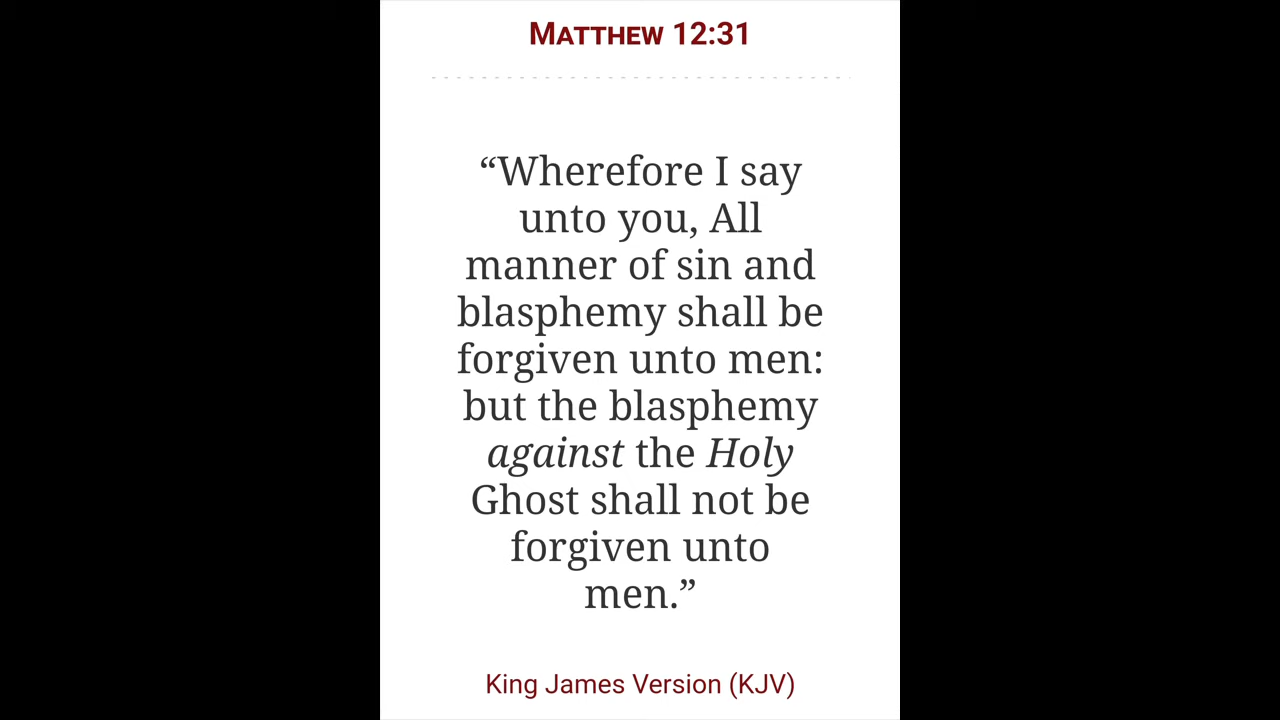 Matthew 12:31
“Wherefore I say
unto you, All
manner of sin and
blasphemy shall be
forgiven unto men:
but the blasphemy
against the Holy
Ghost shall not be
forgiven unto
men.”
King James Version (KJV)